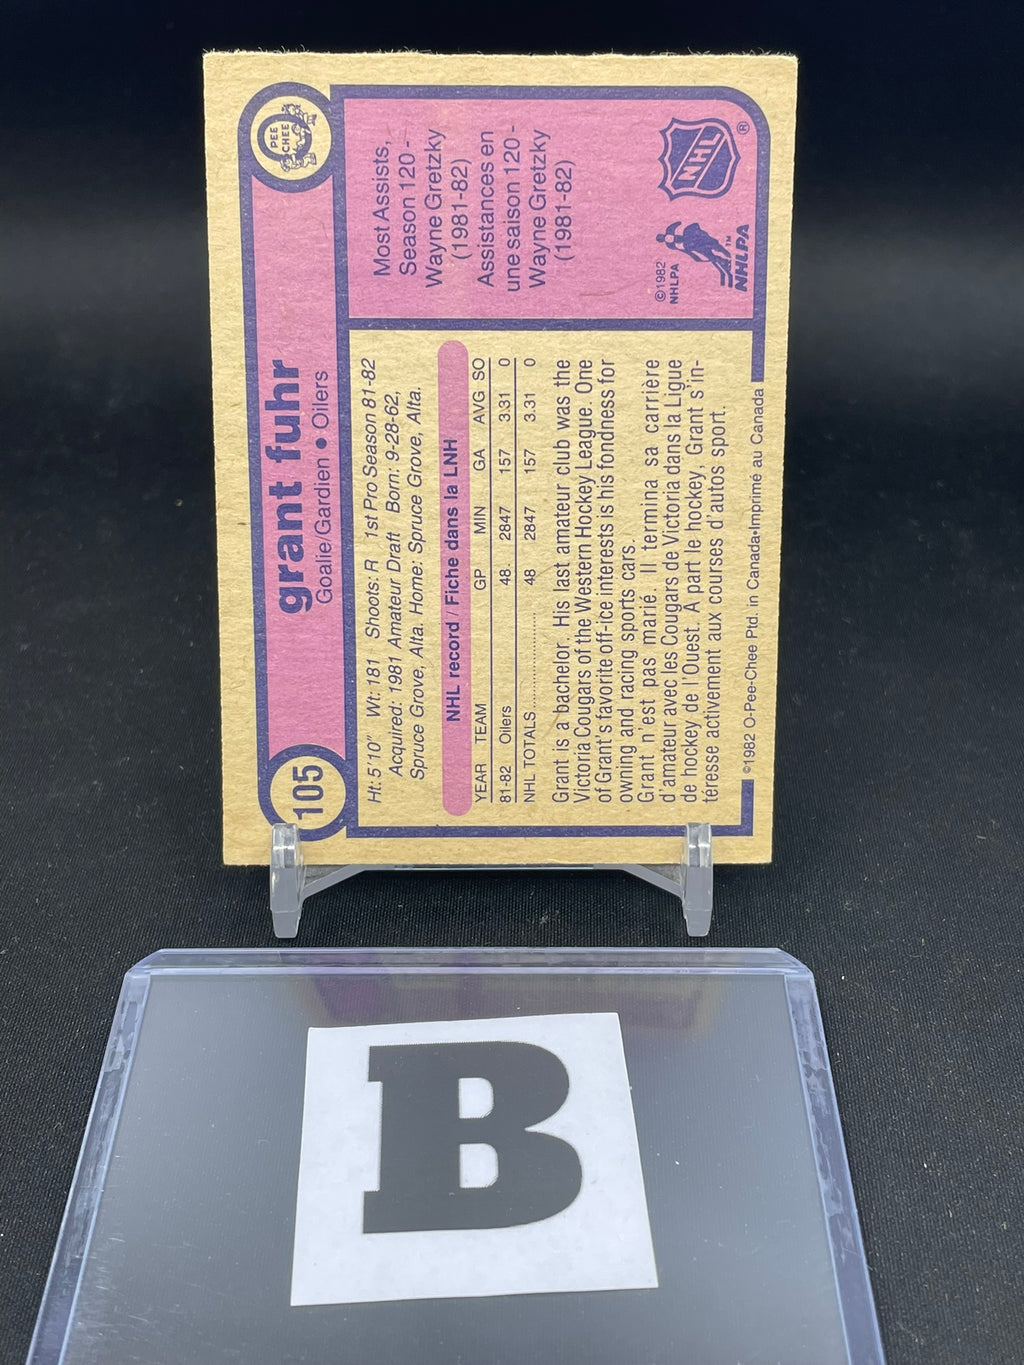 105
grant fuhr
Goalie/Gardien • Oilers
PEE
CHEE
Ht: 5'10" Wt: 181 Shoots: R 1st Pro Season 81-82
Acquired: 1981 Amateur Draft Born: 9-28-62,
Spruce Grove, Alta. Home: Spruce Grove, Alta.
NHL record / Fiche dans la LNH
YEAR TEAM GP MIN GA AVG SO
81-82 Oilers 48 2847 157 3.31 0
NHL TOTALS .................... 48 2847 157 3.31 0
Grant is a bachelor. His last amateur club was the
Victoria Cougars of the Western Hockey League. One
of Grant's favorite off-ice interests is his fondness for
owning and racing sports cars.
Grant n'est pas marié. Il termina sa carrière
d'amateur avec les Cougars de Victoria dans la Ligue
de hockey de l'Ouest. A part le hockey, Grant s'in-
téresse activement aux courses d'autos sport.
©1982 O-Pee-Chee Ptd. in Canada•Imprimé au Canada
Most Assists,
Season 120 -
Wayne Gretzky
(1981-82)
Assistances en
une saison 120 -
Wayne Gretzky
(1981-82)
©1982
NHLPA
NHLPA™
NHL®
B